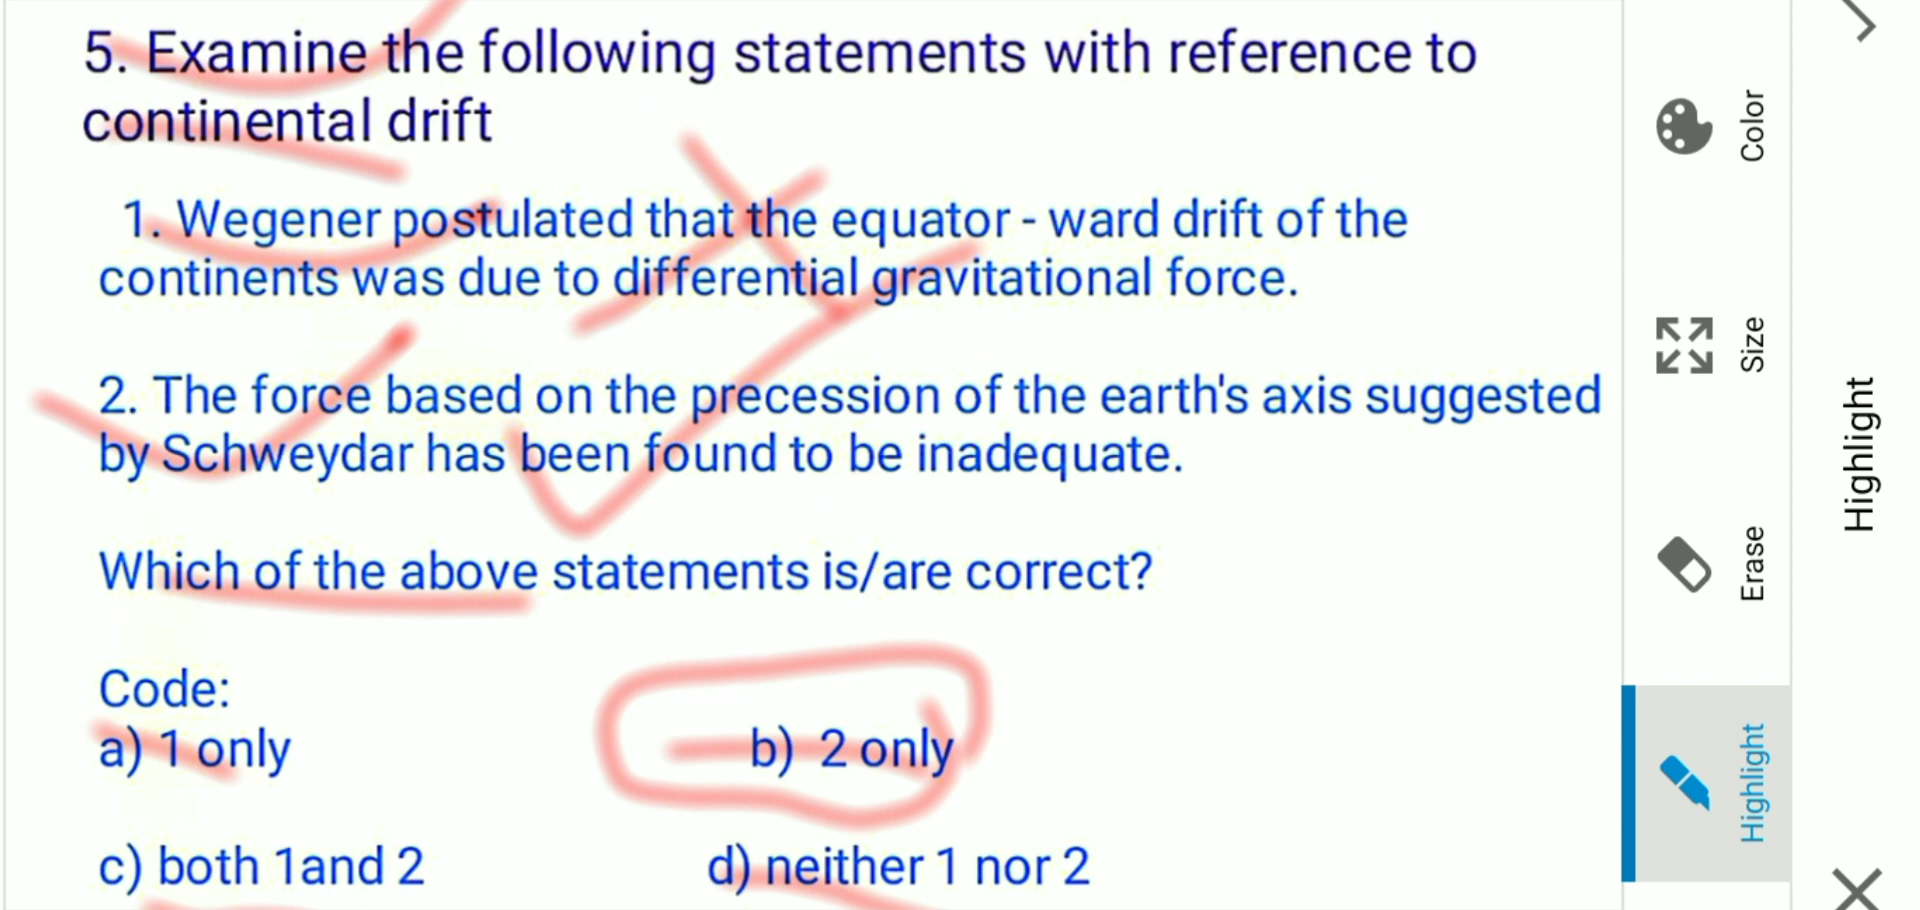 5. Examine the following statements with reference to
continental drift
1. Wegener postulated that the equator - ward drift of the
continents was due to differential gravitational force.
2. The force based on the precession of the earth's axis suggested
by Schweydar has been found to be inadequate.
Which of the above statements is/are correct?
Code:
a) 1 only
b) 2 only
c) both 1and 2
d) neither 1 nor 2
Color
Size
Erase
Highlight
Highlight